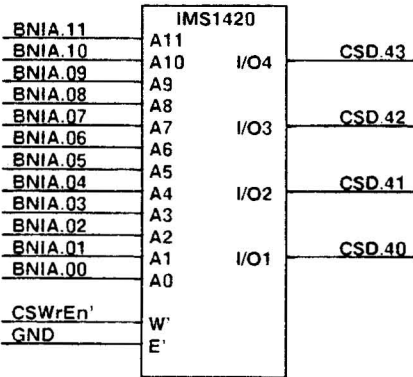 IMS1420
BNIA.11 A11
BNIA.10 A10 I/O4 CSD.43
BNIA.09 A9
BNIA.08 A8
BNIA.07 A7 I/O3 CSD.42
BNIA.06 A6
BNIA.05 A5
BNIA.04 A4 I/O2 CSD.41
BNIA.03 A3
BNIA.02 A2
BNIA.01 A1 I/O1 CSD.40
BNIA.00 A0
CSWrEn' W'
GND E'